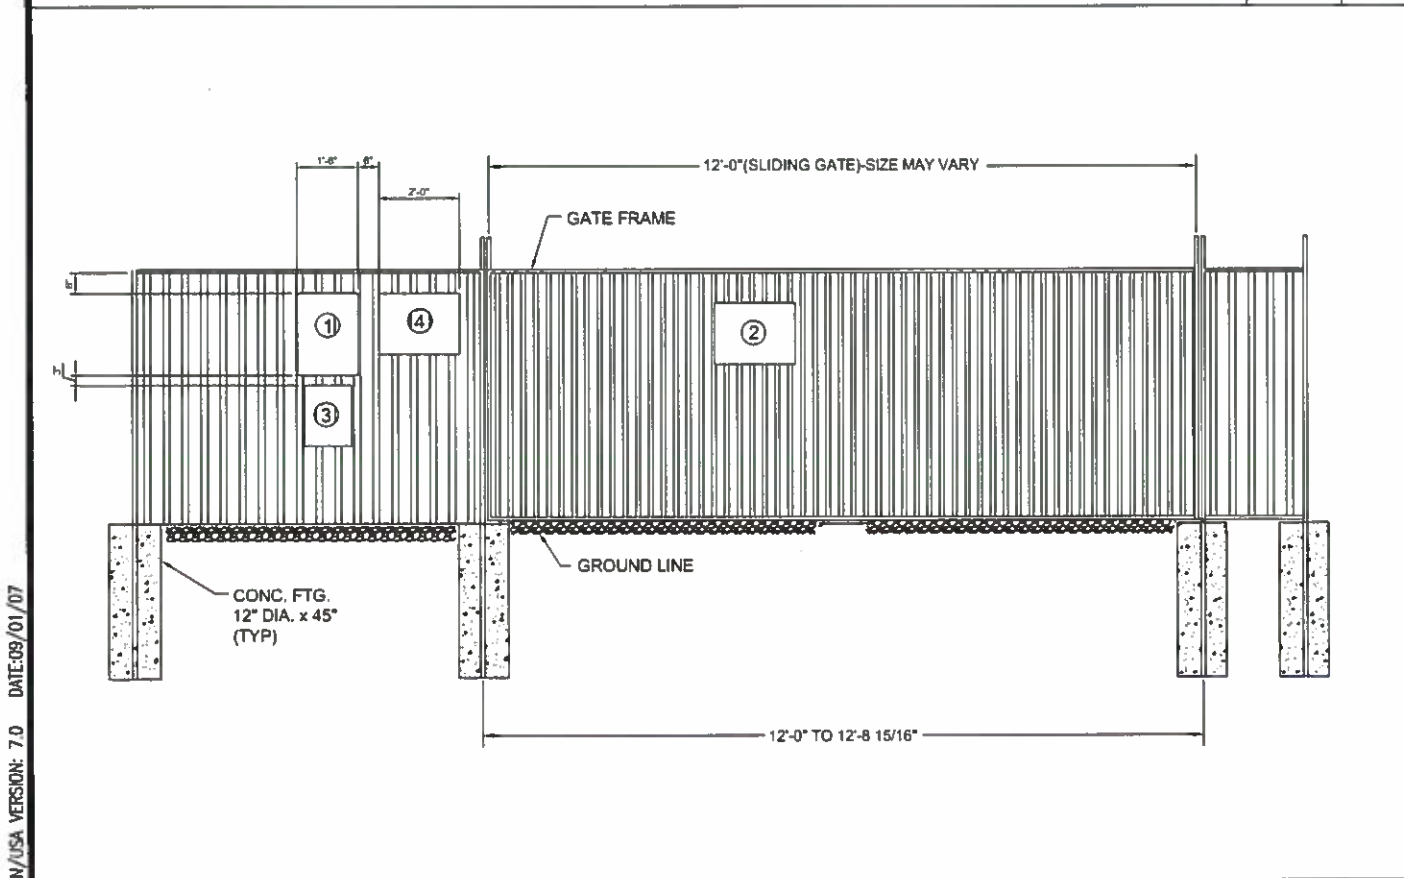 1'-6"
6"
12'-0"(SLIDING GATE)-SIZE MAY VARY
2'-0"
GATE FRAME
1
4
2
3
GROUND LINE
CONC. FTG.
12" DIA. x 45"
(TYP)
12'-0" TO 12'-8 15/16"
N/USA VERSION: 7.0 DATE:09/01/07